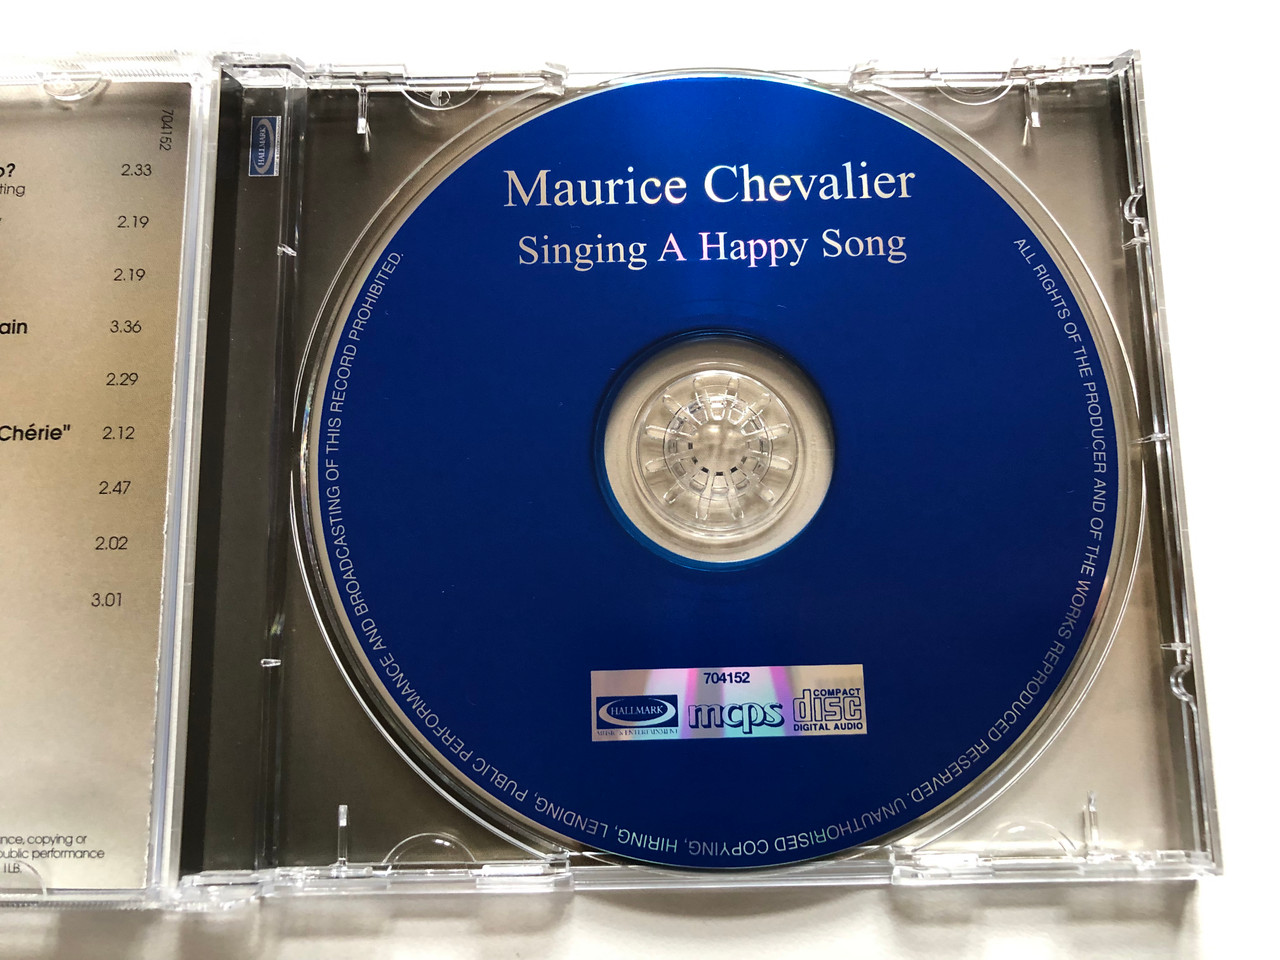 704152
o? 2.33
ting
2.19
2.19
ain 3.36
2.29
Chérie" 2.12
2.47
2.02
3.01
nce, copying or
public performance
1LB.
HALLMARK
Maurice Chevalier
Singing A Happy Song
ALL RIGHTS OF THE PRODUCER AND OF THE WORKS REPRODUCED RESERVED. UNAUTHORISED COPYING, HIRING, LENDING, PUBLIC PERFORMANCE AND BROADCASTING OF THIS RECORD PROHIBITED.
704152
HALLMARK
MUSIC & ENTERTAINMENT
mcps
COMPACT
disc
DIGITAL AUDIO